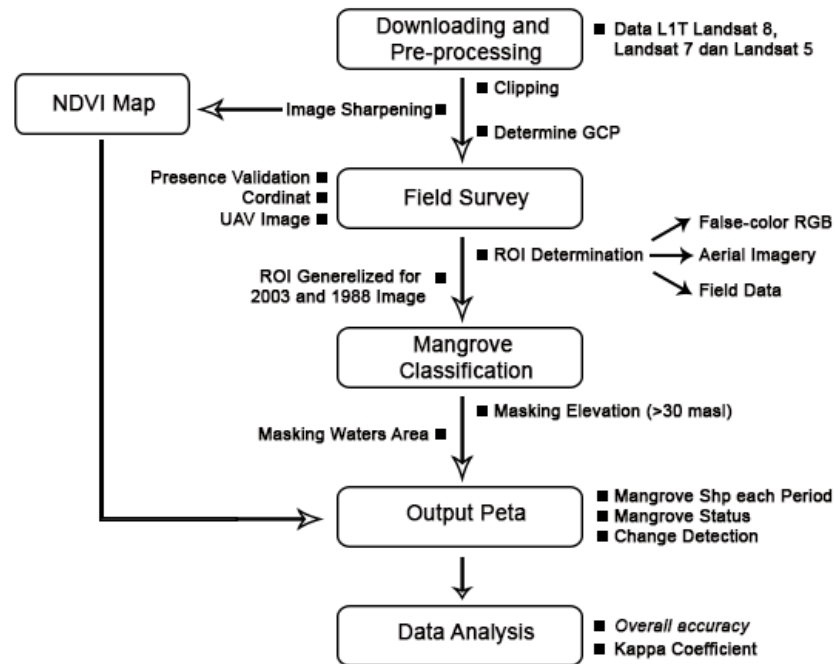 Downloading and
Pre-processing
Data L1T Landsat 8,
Landsat 7 dan Landsat 5
NDVI Map
Image Sharpening
Clipping
Determine GCP
Presence Validation
Cordinat
UAV Image
Field Survey
ROI Determination
False-color RGB
Aerial Imagery
Field Data
ROI Generelized for
2003 and 1988 Image
Mangrove
Classification
Masking Elevation (>30 masl)
Masking Waters Area
Output Peta
Mangrove Shp each Period
Mangrove Status
Change Detection
Data Analysis
Overall accuracy
Kappa Coefficient